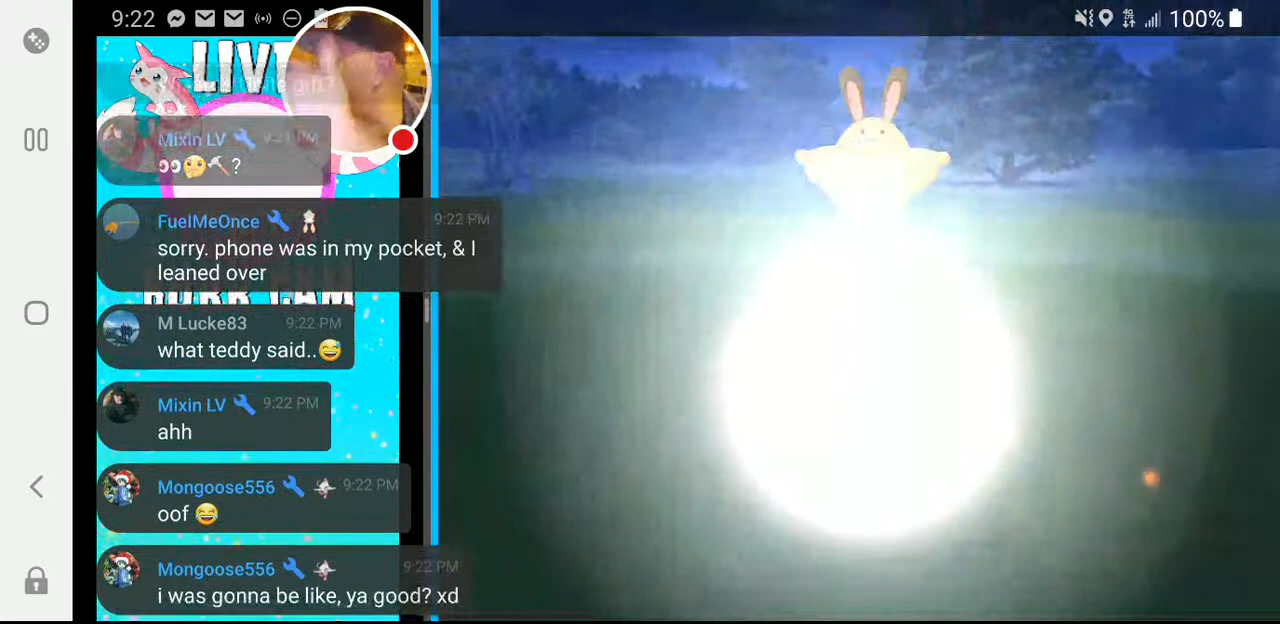 9:22
100%
LIVE
Mixin LV
👀🤔🔨?
FuelMeOnce 9:22 PM
sorry. phone was in my pocket, & I
leaned over
M Lucke83 9:22 PM
what teddy said..😅
Mixin LV 9:22 PM
ahh
Mongoose556 9:22 PM
oof 😂
Mongoose556 9:22 PM
i was gonna be like, ya good? xd